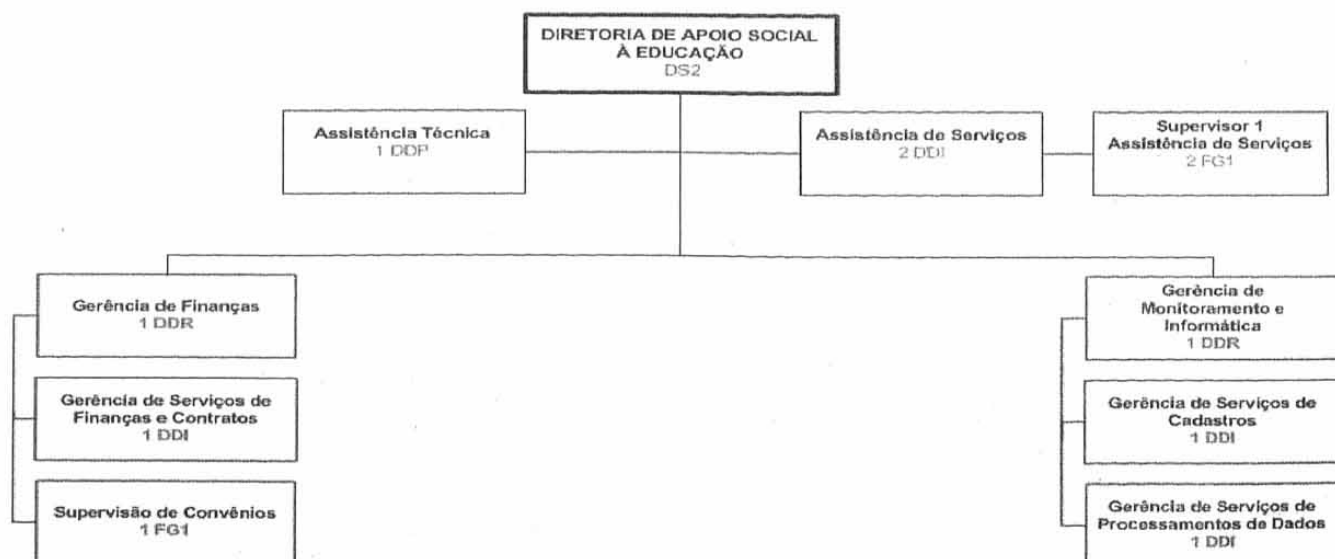 DIRETORIA DE APOIO SOCIAL
À EDUCAÇÃO
DS2
Assistência Técnica
1 DDP
Assistência de Serviços
2 DDI
Supervisor 1
Assistência de Serviços
2 FG1
Gerência de Finanças
1 DDR
Gerência de Serviços de
Finanças e Contratos
1 DDI
Supervisão de Convênios
1 FG1
Gerência de
Monitoramento e
Informática
1 DDR
Gerência de Serviços de
Cadastros
1 DDI
Gerência de Serviços de
Processamentos de Dados
1 DDI